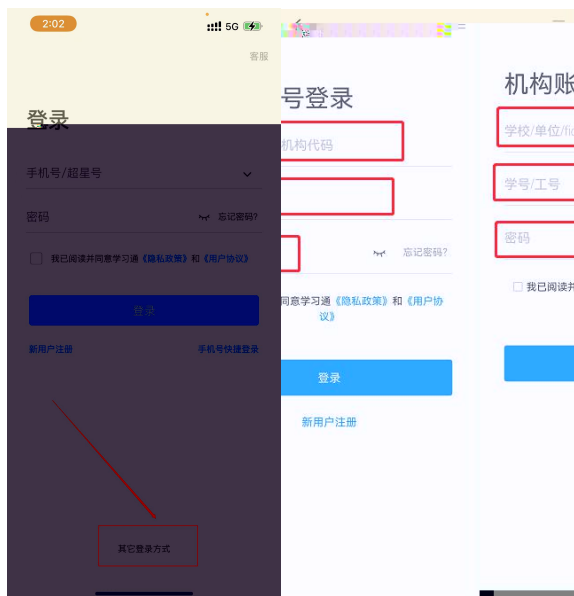 2:02
5G
客服
登录
手机号/超星号
密码
忘记密码?
我已阅读并同意学习通《隐私政策》和《用户协议》
登录
新用户注册
手机号快捷登录
其它登录方式
号登录
机构代码
忘记密码?
同意学习通《隐私政策》和《用户协
议》
登录
新用户注册
机构账
学校/单位/fid
学号/工号
密码
我已阅读并